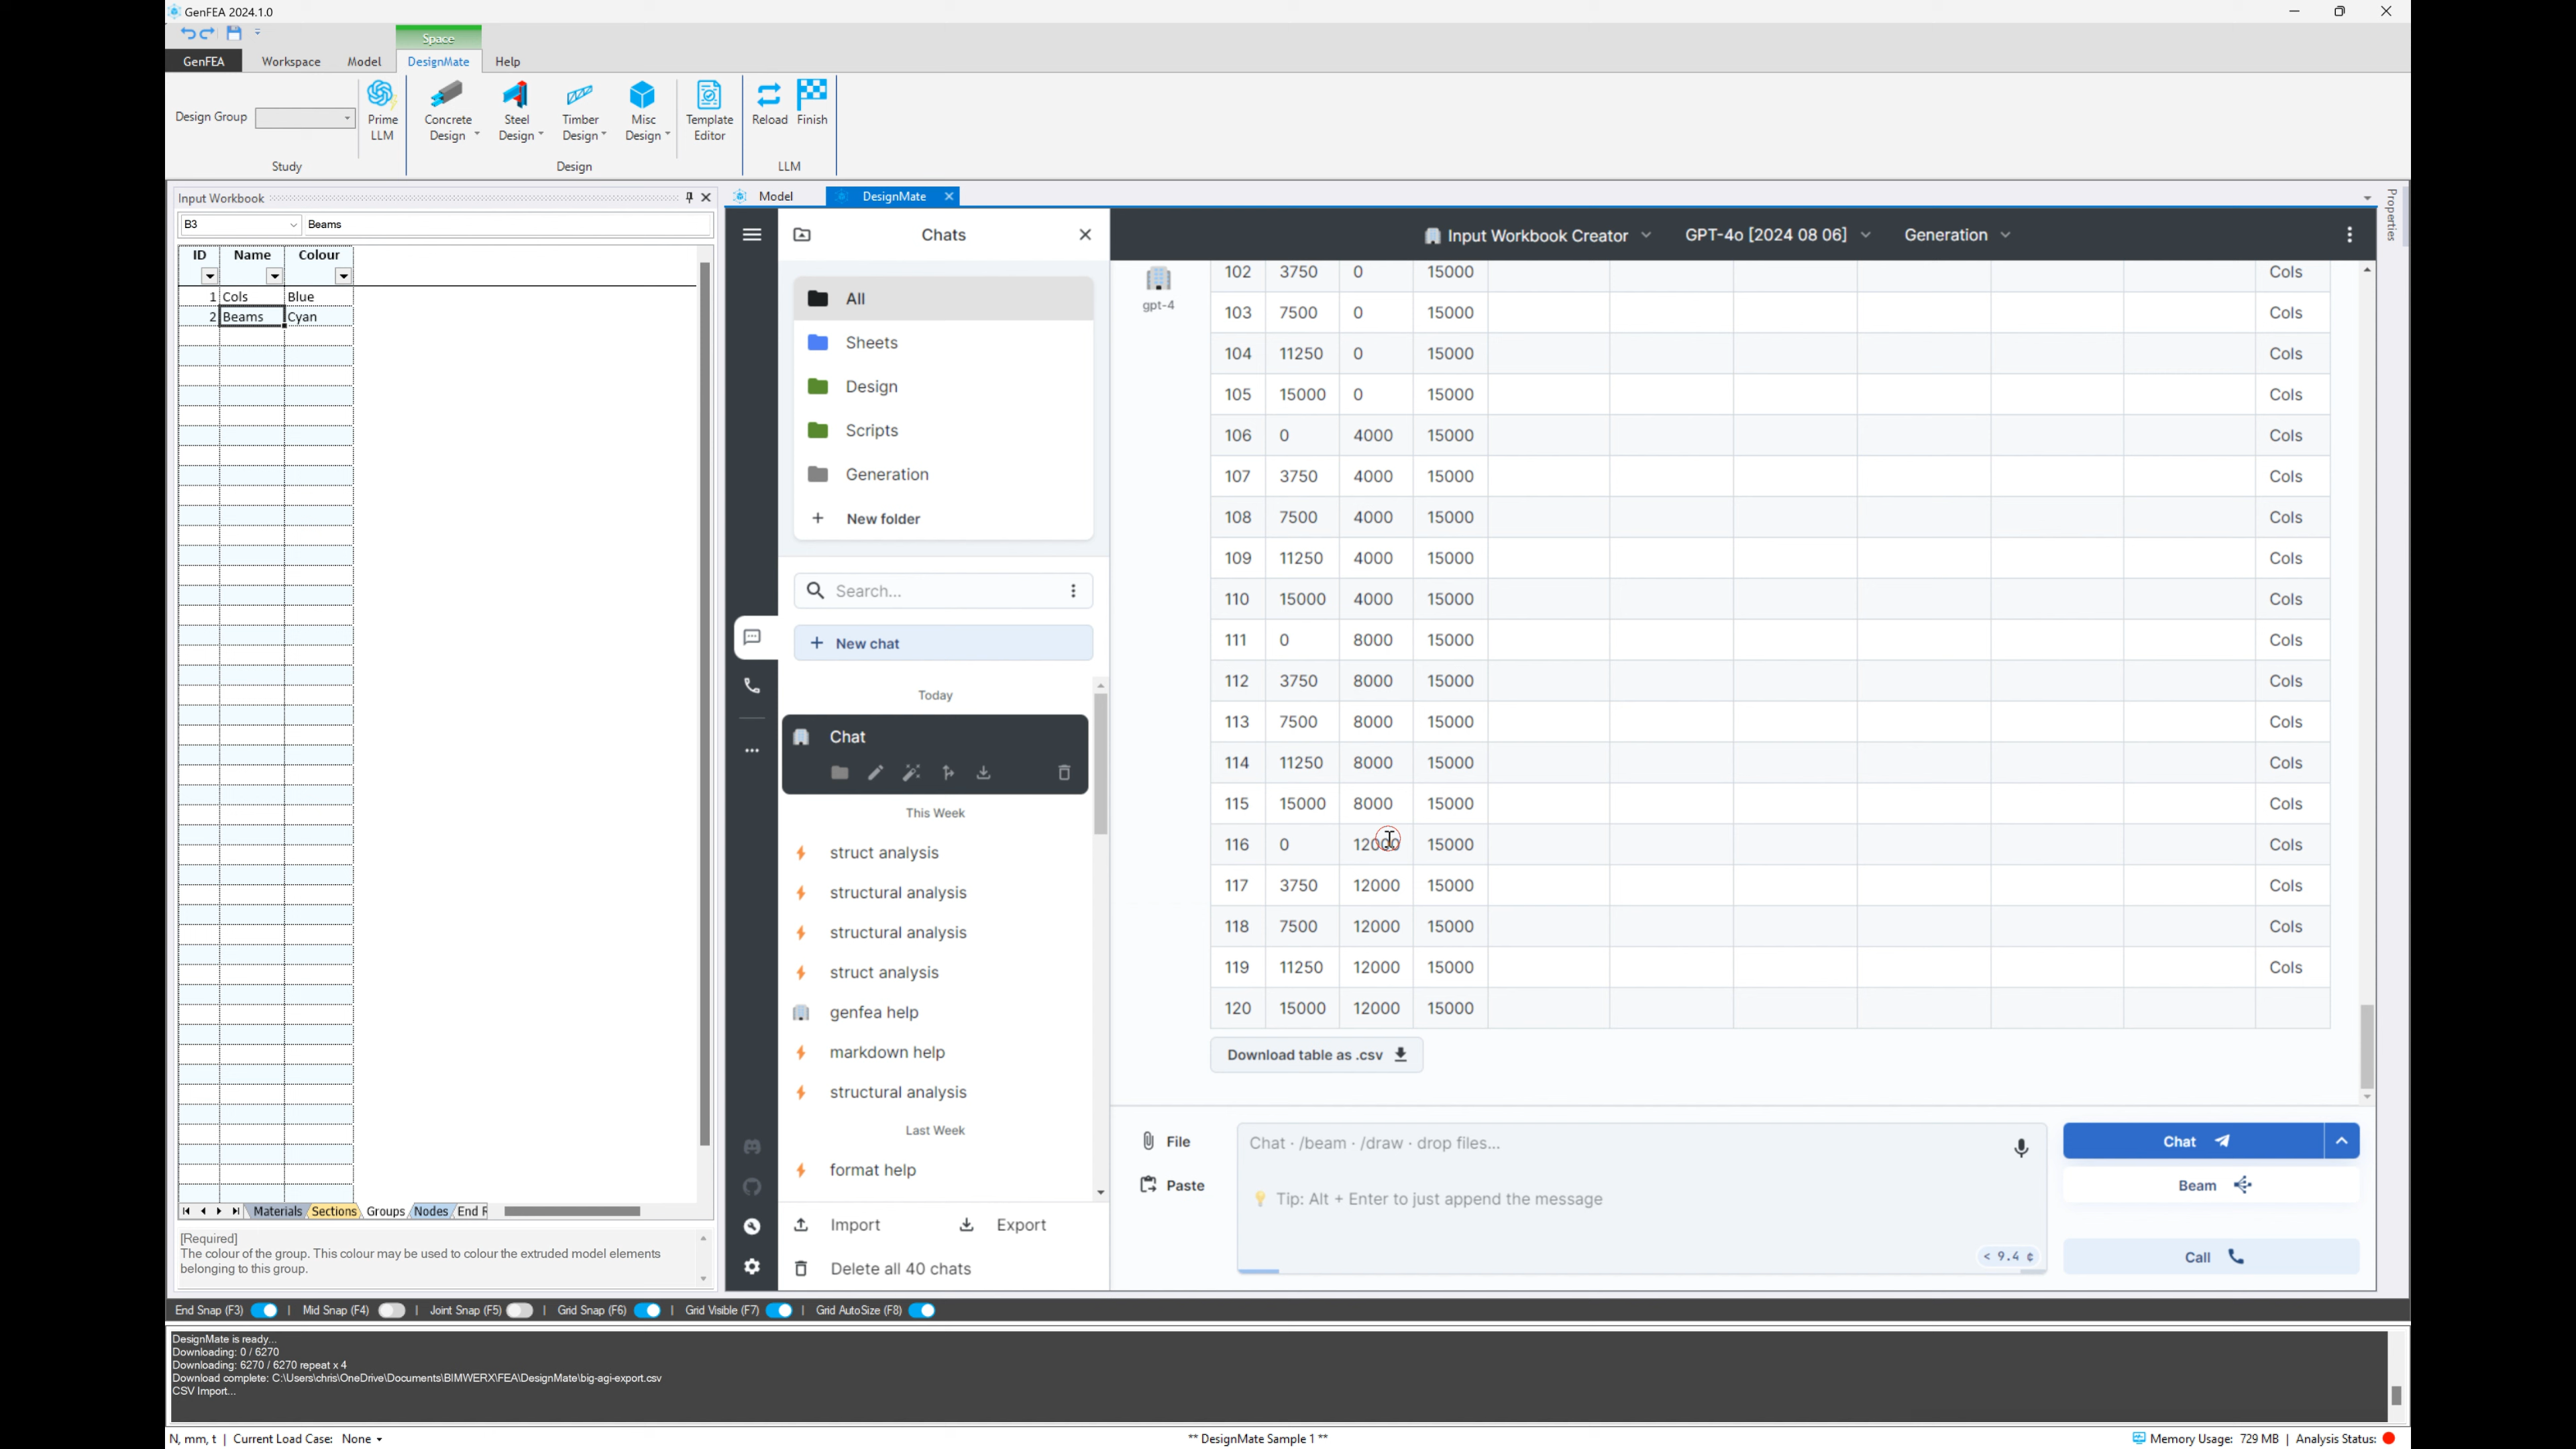 GenFEA 2024.1.0
Space
GenFEA Workspace Model DesignMate Help
Design Group
Prime LLM
Concrete Design
Steel Design
Timber Design
Misc Design
Template Editor
Reload
Finish
Study Design LLM
Input Workbook
B3 Beams
ID Name Colour
1 Cols Blue
2 Beams Cyan
Materials Sections Groups Nodes End R
[Required]
The colour of the group. This colour may be used to colour the extruded model elements
belonging to this group.
Model DesignMate
Properties
Chats
All
Sheets
Design
Scripts
Generation
+ New folder
Search...
+ New chat
Today
Chat
This Week
struct analysis
structural analysis
structural analysis
struct analysis
genfea help
markdown help
structural analysis
Last Week
format help
Import Export
Delete all 40 chats
Input Workbook Creator GPT-4o [2024 08 06] Generation
gpt-4
102 3750 0 15000 Cols
103 7500 0 15000 Cols
104 11250 0 15000 Cols
105 15000 0 15000 Cols
106 0 4000 15000 Cols
107 3750 4000 15000 Cols
108 7500 4000 15000 Cols
109 11250 4000 15000 Cols
110 15000 4000 15000 Cols
111 0 8000 15000 Cols
112 3750 8000 15000 Cols
113 7500 8000 15000 Cols
114 11250 8000 15000 Cols
115 15000 8000 15000 Cols
116 0 12000 15000 Cols
117 3750 12000 15000 Cols
118 7500 12000 15000 Cols
119 11250 12000 15000 Cols
120 15000 12000 15000
Download table as .csv
File
Paste
Chat · /beam · /draw · drop files...
Tip: Alt + Enter to just append the message
< 9.4 ¢
Chat
Beam
Call
End Snap (F3) | Mid Snap (F4) | Joint Snap (F5) | Grid Snap (F6) | Grid Visible (F7) | Grid AutoSize (F8)
DesignMate is ready...
Downloading: 0 / 6270
Downloading: 6270 / 6270 repeat x 4
Download complete: C:\Users\chris\OneDrive\Documents\BIMWERX\FEA\DesignMate\big-agi-export.csv
CSV Import...
N, mm, t | Current Load Case: None
** DesignMate Sample 1 **
Memory Usage: 729 MB | Analysis Status: